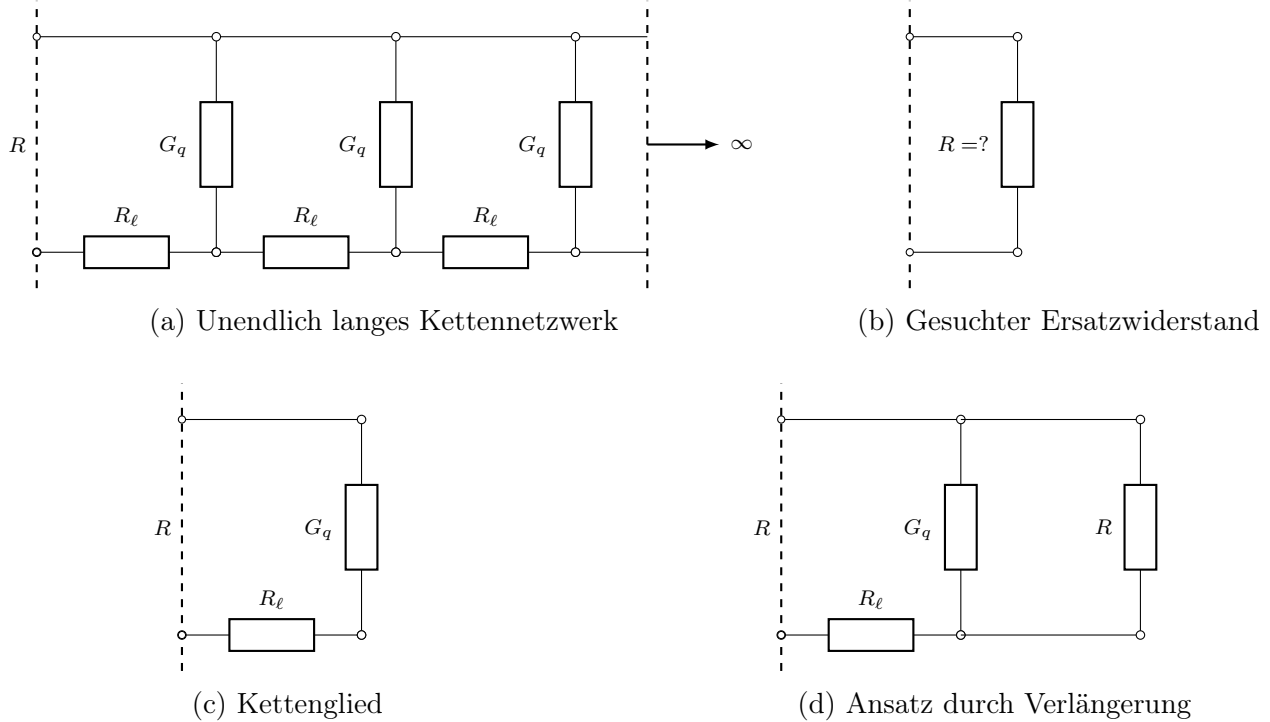 R
G_q
G_q
G_q
∞
R_ℓ
R_ℓ
R_ℓ
(a) Unendlich langes Kettennetzwerk
R =?
(b) Gesuchter Ersatzwiderstand
R
G_q
R_ℓ
(c) Kettenglied
R
G_q
R
R_ℓ
(d) Ansatz durch Verlängerung